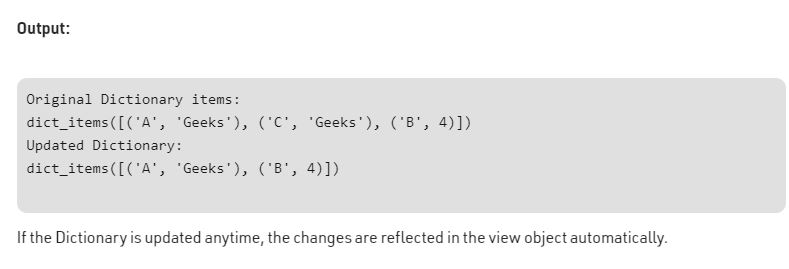 Output:
Original Dictionary items:
dict_items([('A', 'Geeks'), ('C', 'Geeks'), ('B', 4)])
Updated Dictionary:
dict_items([('A', 'Geeks'), ('B', 4)])
If the Dictionary is updated anytime, the changes are reflected in the view object automatically.